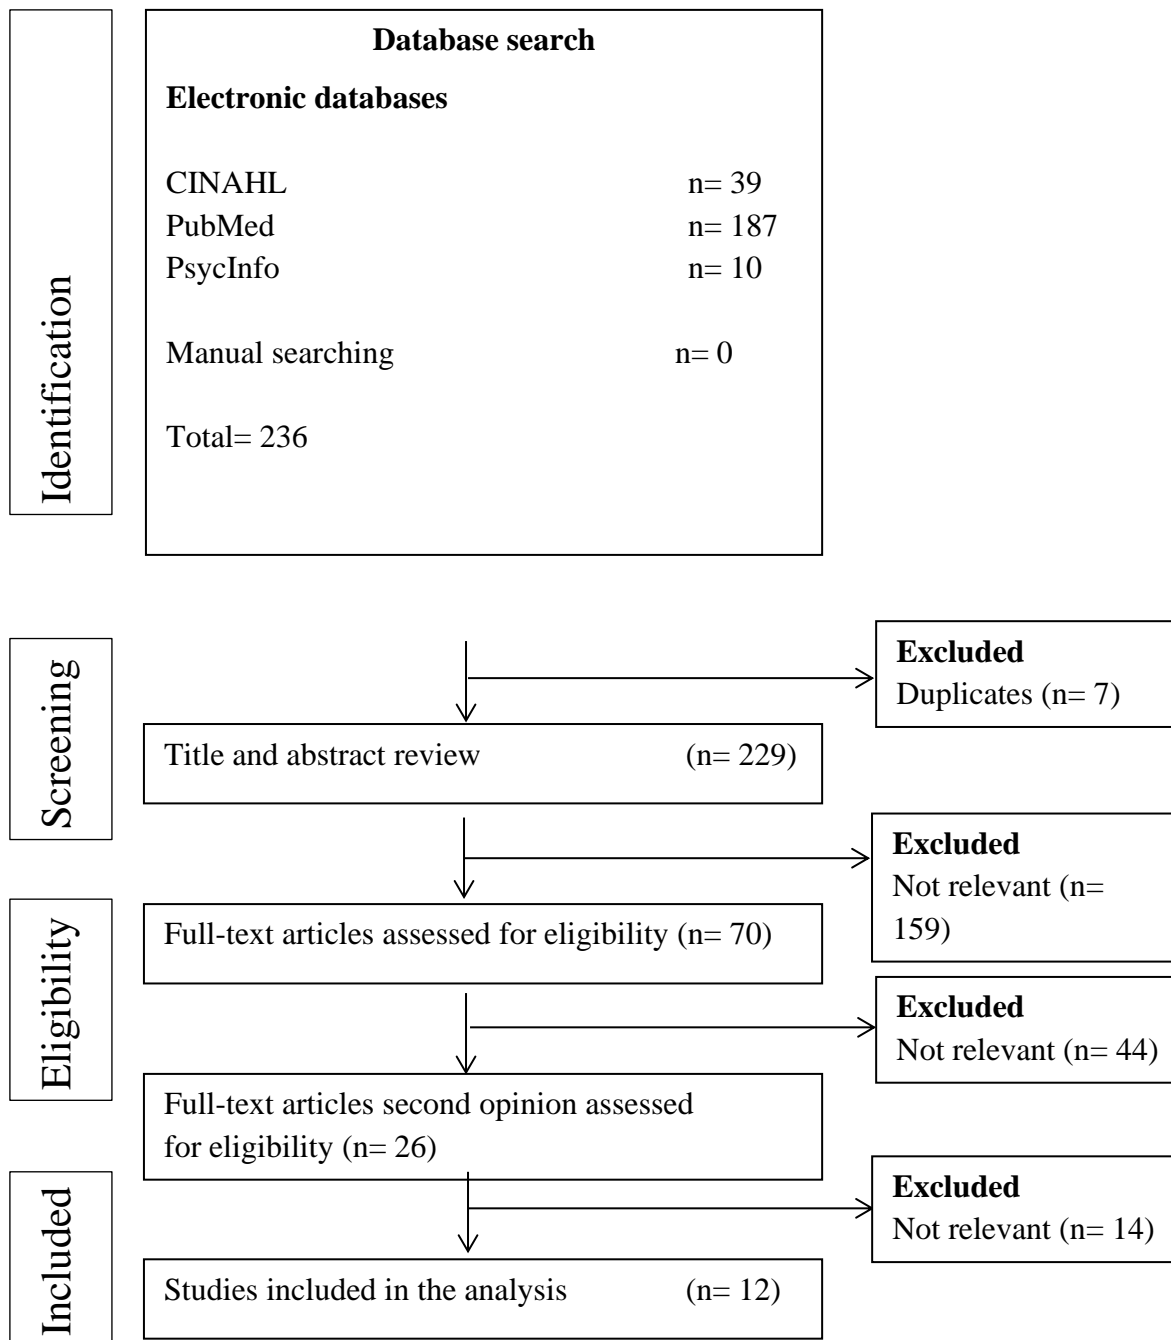 Identification
Database search
Electronic databases
CINAHL n= 39
PubMed n= 187
PsycInfo n= 10
Manual searching n= 0
Total= 236
Screening
Excluded
Duplicates (n= 7)
Title and abstract review (n= 229)
Excluded
Not relevant (n=
159)
Eligibility
Full-text articles assessed for eligibility (n= 70)
Excluded
Not relevant (n= 44)
Full-text articles second opinion assessed
for eligibility (n= 26)
Included
Excluded
Not relevant (n= 14)
Studies included in the analysis (n= 12)